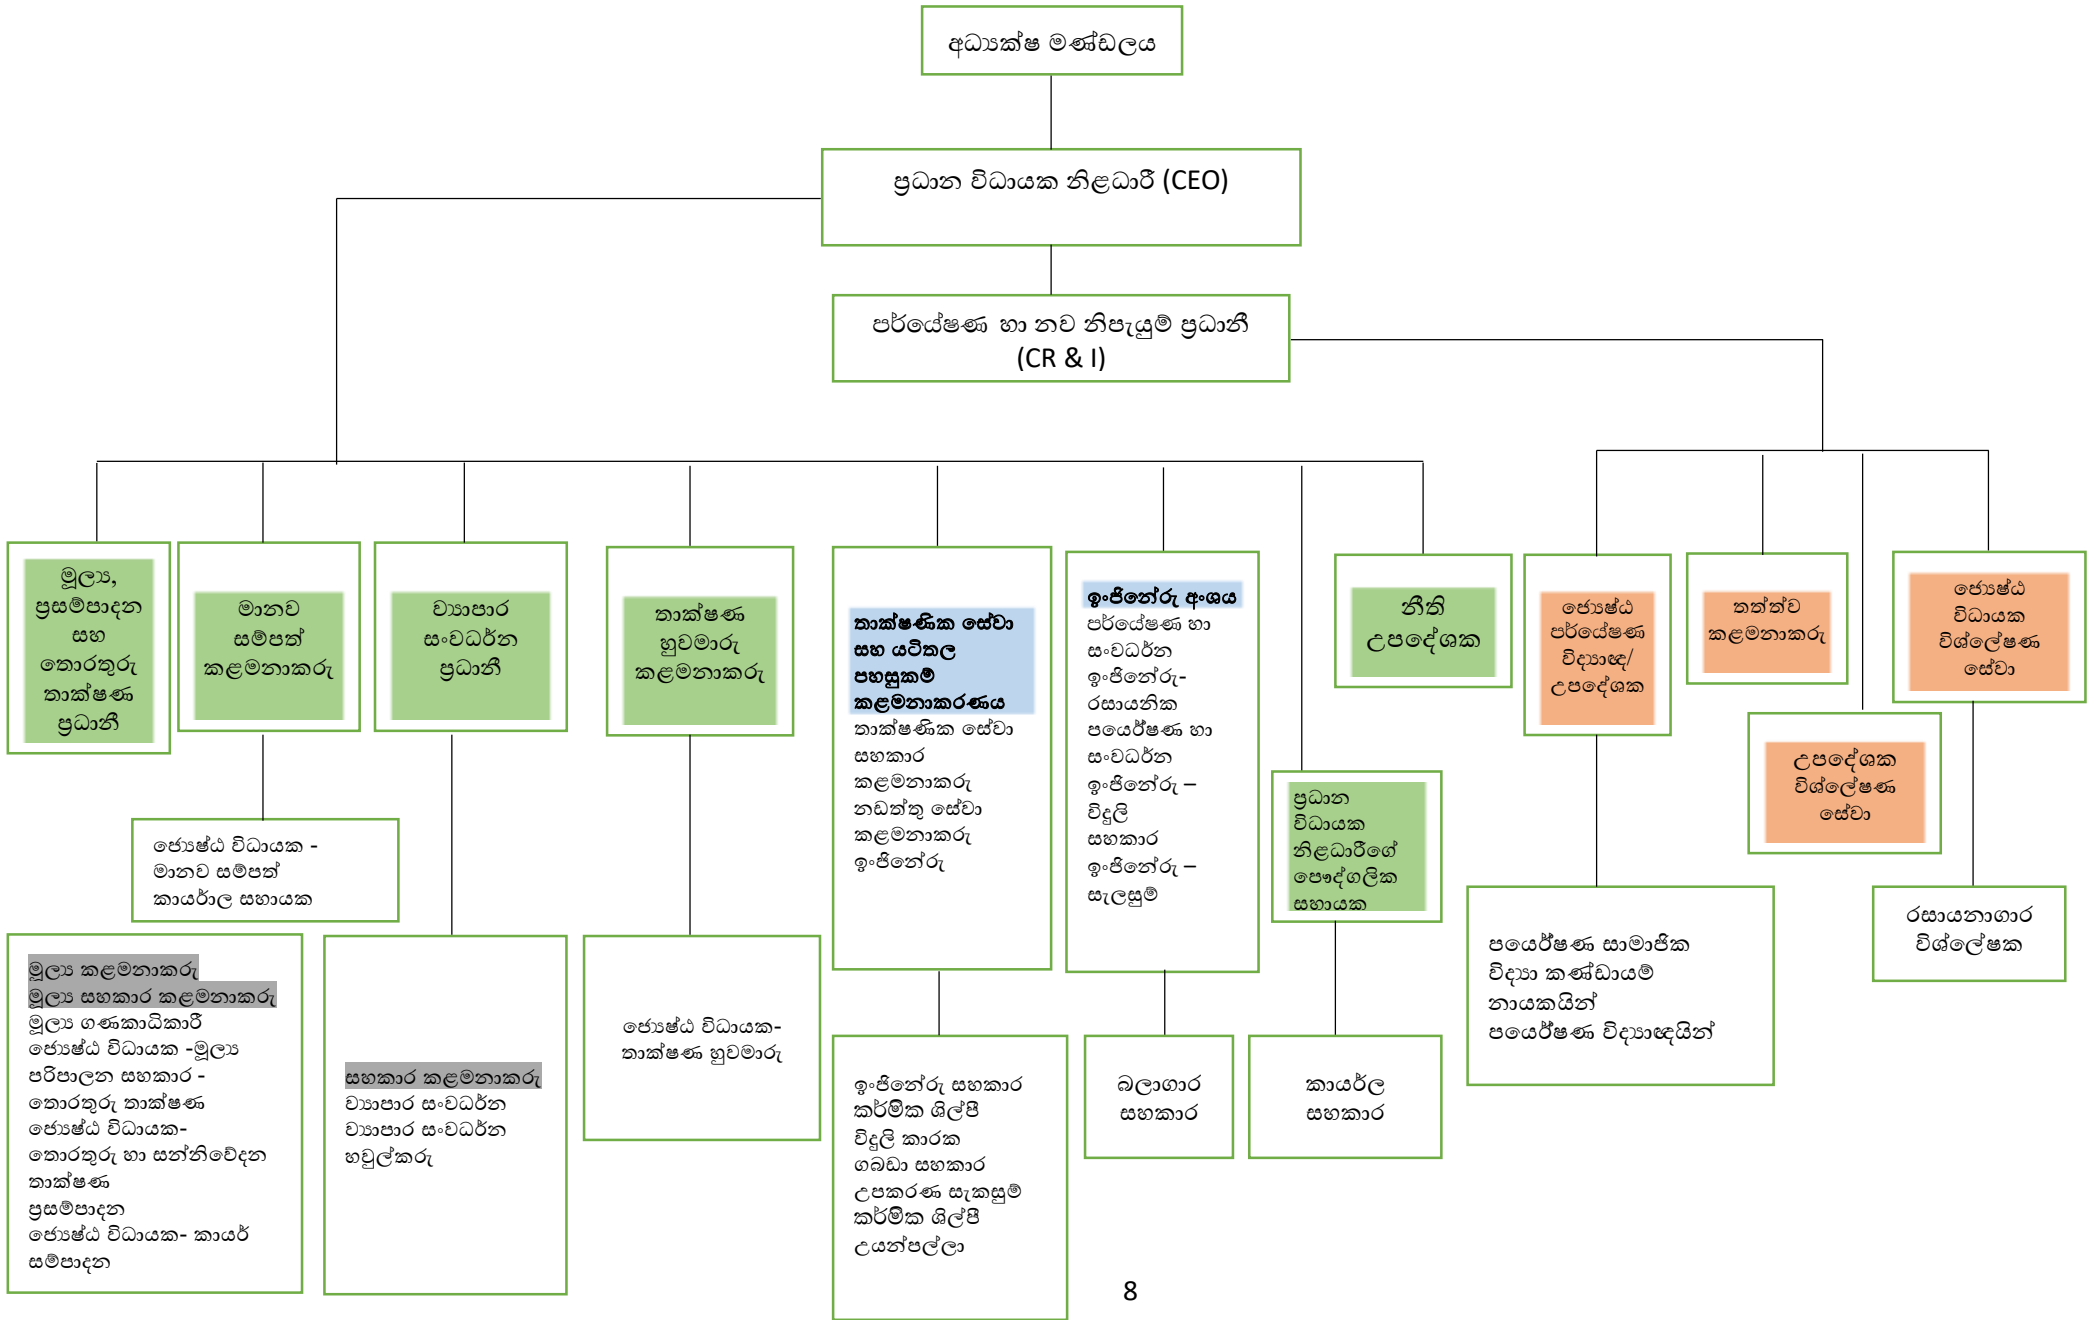 අධ්‍යක්ෂ මණ්ඩලය
ප්‍රධාන විධායක නිළධාරී (CEO)
පර්යේෂණ හා නව නිපැයුම් ප්‍රධානී
(CR & I)
මූල්‍ය,
ප්‍රසම්පාදන
සහ
තොරතුරු
තාක්ෂණ
ප්‍රධානී
මානව
සම්පත්
කළමනාකරු
ව්‍යාපාර
සංවර්ධන
ප්‍රධානී
තාක්ෂණ
හුවමාරු
කළමනාකරු
තාක්ෂණික සේවා
සහ යටිතල
පහසුකම්
කළමනාකරණය
තාක්ෂණික සේවා
සහකාර
කළමනාකරු
නඩත්තු සේවා
කළමනාකරු
ඉංජිනේරු
ඉංජිනේරු අංශය
පර්යේෂණ හා
සංවර්ධන
ඉංජිනේරු-
රසායනික
පර්යේෂණ හා
සංවර්ධන
ඉංජිනේරු –
විදුලි
සහකාර
ඉංජිනේරු –
සැලසුම්
ප්‍රධාන
විධායක
නිළධාරීගේ
පෞද්ගලික
සහායක
නීති
උපදේශක
ජ්‍යෙෂ්ඨ
පර්යේෂණ
විද්‍යාඥ/
උපදේශක
තත්ත්ව
කළමනාකරු
උපදේශක
විශ්ලේෂණ
සේවා
ජ්‍යෙෂ්ඨ
විධායක
විශ්ලේෂණ
සේවා
ජ්‍යෙෂ්ඨ විධායක -
මානව සම්පත්
කාර්යාල සහායක
මූල්‍ය කළමනාකරු
මූල්‍ය සහකාර කළමනාකරු
මූල්‍ය ගණකාධිකාරී
ජ්‍යෙෂ්ඨ විධායක -මූල්‍ය
පරිපාලන සහකාර -
තොරතුරු තාක්ෂණ
ජ්‍යෙෂ්ඨ විධායක-
තොරතුරු හා සන්නිවේදන
තාක්ෂණ
ප්‍රසම්පාදන
ජ්‍යෙෂ්ඨ විධායක- කාර්ය
සම්පාදන
සහකාර කළමනාකරු
ව්‍යාපාර සංවර්ධන
ව්‍යාපාර සංවර්ධන
හවුල්කරු
ජ්‍යෙෂ්ඨ විධායක-
තාක්ෂණ හුවමාරු
ඉංජිනේරු සහකාර
කාර්මික ශිල්පී
විදුලි කාරක
ගබඩා සහකාර
උපකරණ සැකසුම්
කාර්මික ශිල්පී
උයන්පල්ලා
බලාගාර
සහකාර
කාර්යල
සහකාර
පර්යේෂණ සාමාජික
විද්‍යා කණ්ඩායම්
නායකයින්
පර්යේෂණ විද්‍යාඥයින්
රසායනාගාර
විශ්ලේෂක
8